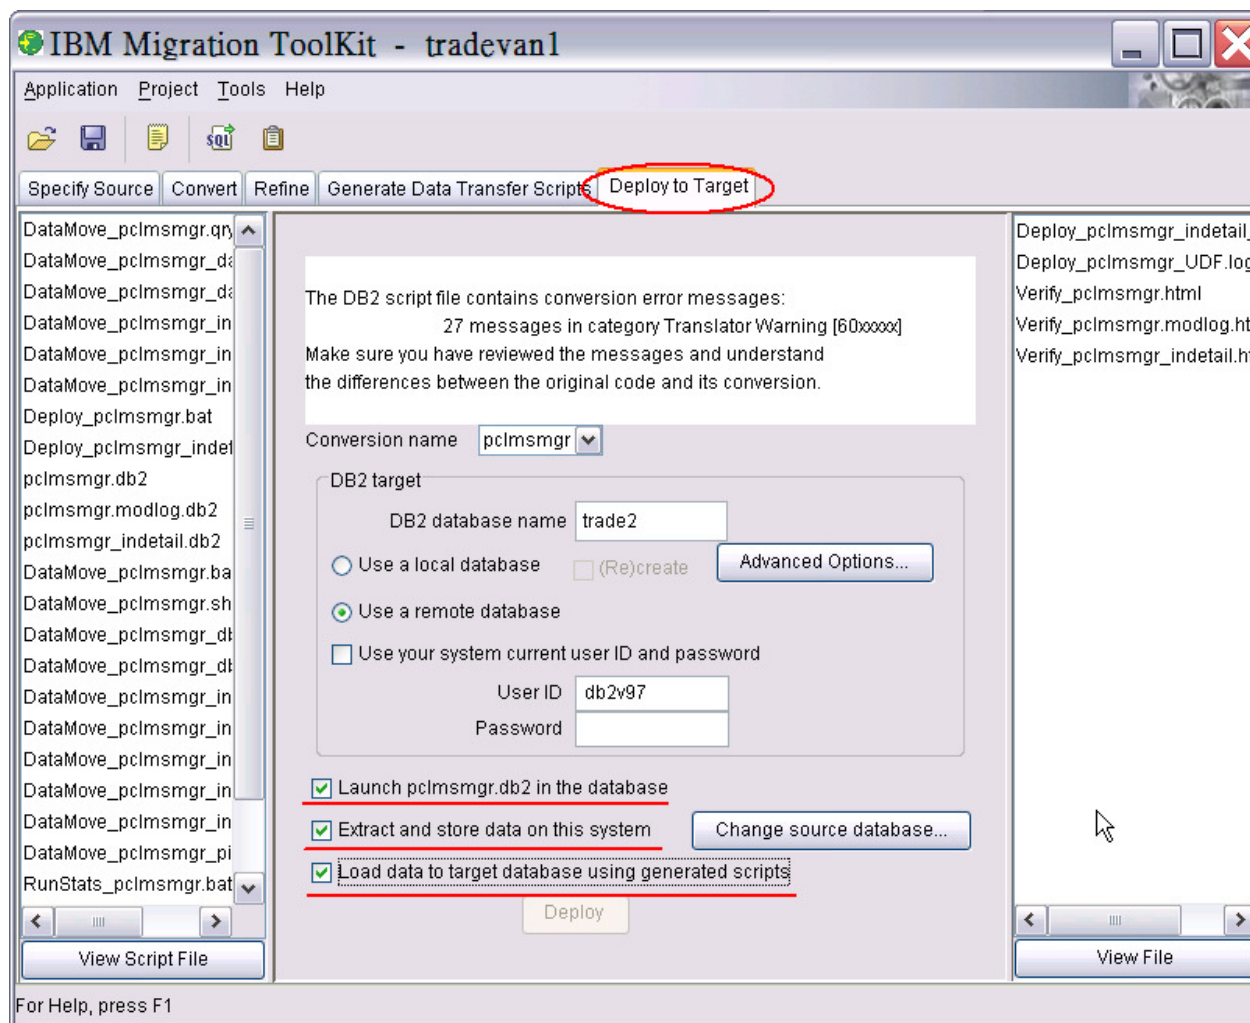 IBM Migration ToolKit - tradevan1
Application Project Tools Help
SQL
Specify Source Convert Refine Generate Data Transfer Scripts Deploy to Target
DataMove_pclmsmgr.qry
DataMove_pclmsmgr_da
DataMove_pclmsmgr_da
DataMove_pclmsmgr_in
DataMove_pclmsmgr_in
DataMove_pclmsmgr_in
Deploy_pclmsmgr.bat
Deploy_pclmsmgr_indet
pclmsmgr.db2
pclmsmgr.modlog.db2
pclmsmgr_indetail.db2
DataMove_pclmsmgr.ba
DataMove_pclmsmgr.sh
DataMove_pclmsmgr_db
DataMove_pclmsmgr_db
DataMove_pclmsmgr_in
DataMove_pclmsmgr_in
DataMove_pclmsmgr_in
DataMove_pclmsmgr_in
DataMove_pclmsmgr_in
DataMove_pclmsmgr_pi
RunStats_pclmsmgr.bat
View Script File
The DB2 script file contains conversion error messages:
27 messages in category Translator Warning [60xxxxx]
Make sure you have reviewed the messages and understand
the differences between the original code and its conversion.
Conversion name pclmsmgr
DB2 target
DB2 database name trade2
Use a local database (Re)create Advanced Options...
Use a remote database
Use your system current user ID and password
User ID db2v97
Password
Launch pclmsmgr.db2 in the database
Extract and store data on this system Change source database...
Load data to target database using generated scripts
Deploy
Deploy_pclmsmgr_indetail_
Deploy_pclmsmgr_UDF.log
Verify_pclmsmgr.html
Verify_pclmsmgr.modlog.ht
Verify_pclmsmgr_indetail.ht
View File
For Help, press F1